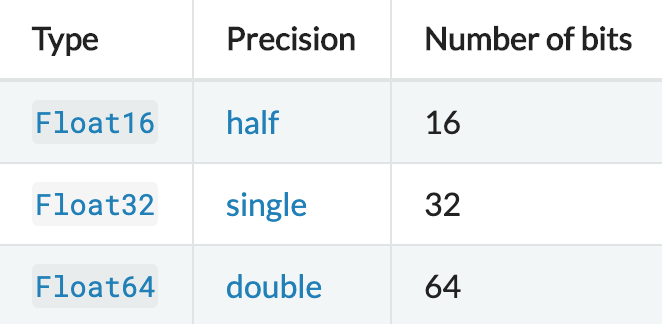 Type Precision Number of bits
Float16 half 16
Float32 single 32
Float64 double 64